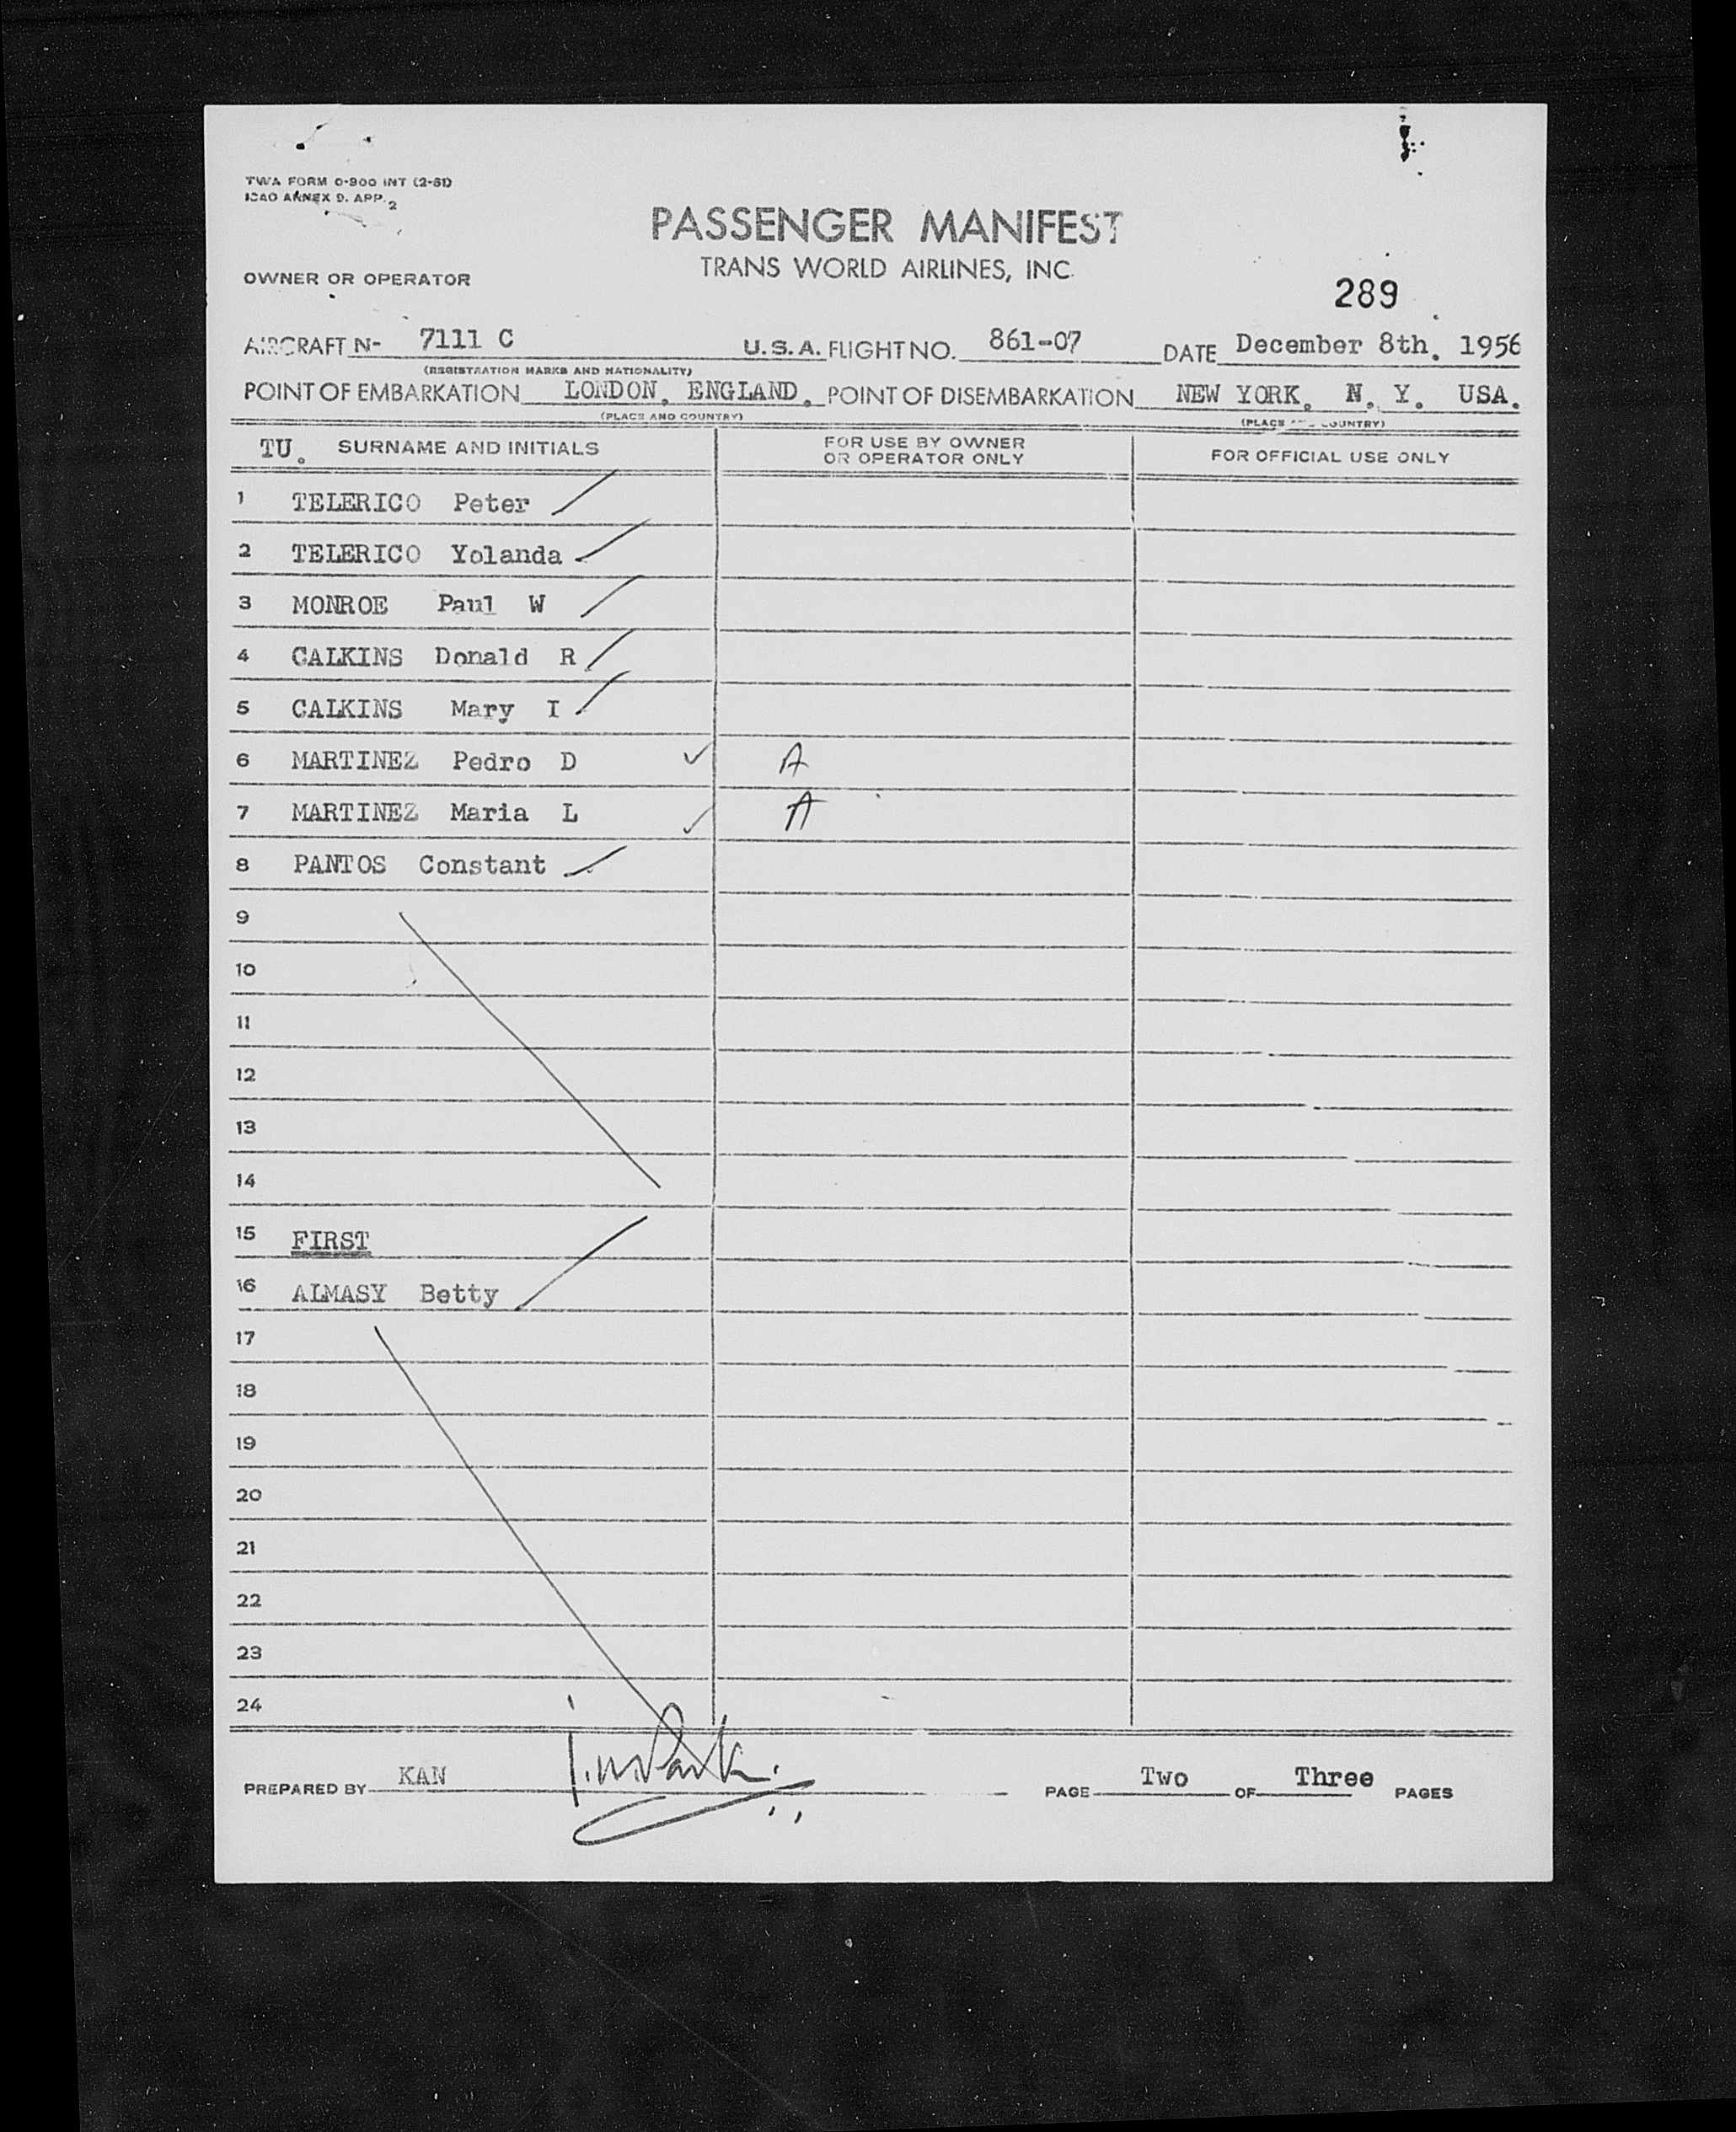 TWA FORM 0-900 INT (2-51)
ICAO ANNEX 9. APP. 2
PASSENGER MANIFEST
TRANS WORLD AIRLINES, INC.
OWNER OR OPERATOR
289
AIRCRAFT N- 7111 C U.S.A. FLIGHT NO. 861-07 DATE December 8th. 1956
(REGISTRATION MARKS AND NATIONALITY)
POINT OF EMBARKATION LONDON, ENGLAND. POINT OF DISEMBARKATION NEW YORK, N. Y. USA.
(PLACE AND COUNTRY) (PLACE COUNTRY)
TU. SURNAME AND INITIALS FOR USE BY OWNER OR OPERATOR ONLY FOR OFFICIAL USE ONLY
1 TELERICO Peter
2 TELERICO Yolanda
3 MONROE Paul W
4 CALKINS Donald R
5 CALKINS Mary I
6 MARTINEZ Pedro D ✓ A
7 MARTINEZ Maria L ✓ A
8 PANTOS Constant
9
10
11
12
13
14
15 FIRST
16 ALMASY Betty
17
18
19
20
21
22
23
24
PREPARED BY KAN PAGE Two OF Three PAGES